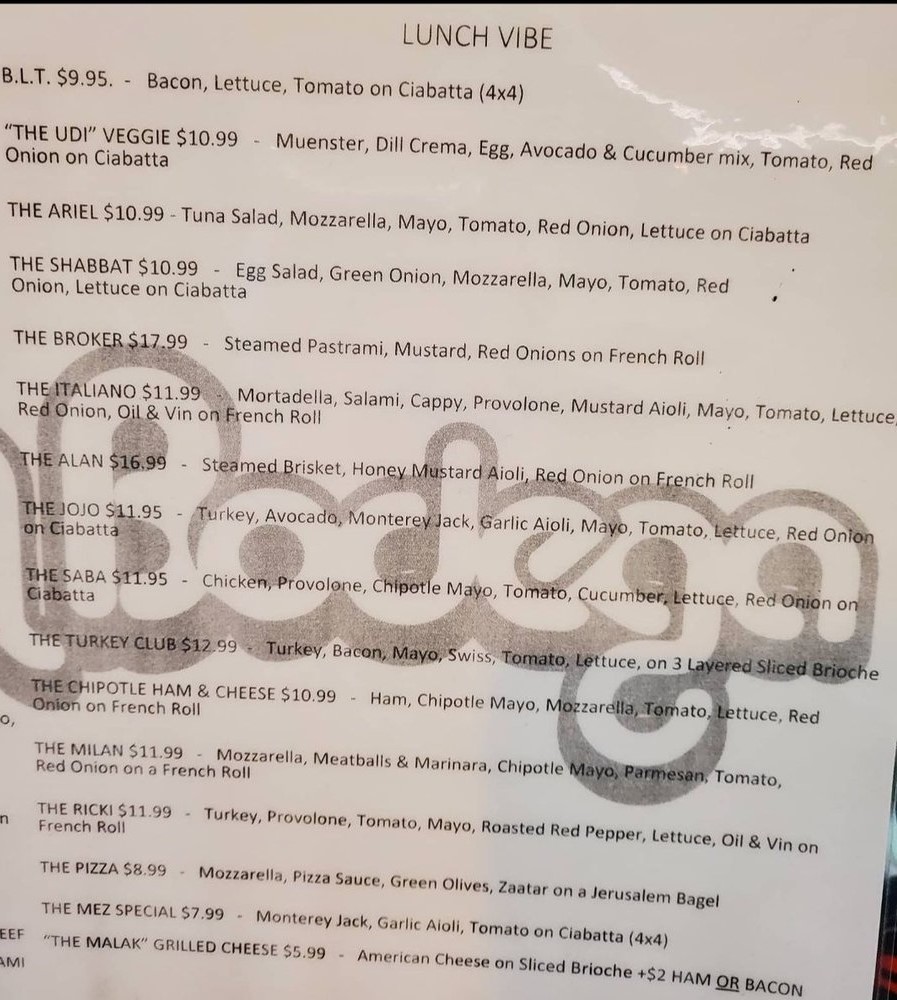 LUNCH VIBE
B.L.T. $9.95. - Bacon, Lettuce, Tomato on Ciabatta (4x4)
"THE UDI" VEGGIE $10.99 - Muenster, Dill Crema, Egg, Avocado & Cucumber mix, Tomato, Red
Onion on Ciabatta
THE ARIEL $10.99 - Tuna Salad, Mozzarella, Mayo, Tomato, Red Onion, Lettuce on Ciabatta
THE SHABBAT $10.99 - Egg Salad, Green Onion, Mozzarella, Mayo, Tomato, Red
Onion, Lettuce on Ciabatta
THE BROKER $17.99 - Steamed Pastrami, Mustard, Red Onions on French Roll
THE ITALIANO $11.99 - Mortadella, Salami, Cappy, Provolone, Mustard Aioli, Mayo, Tomato, Lettuce,
Red Onion, Oil & Vin on French Roll
THE ALAN $16.99 - Steamed Brisket, Honey Mustard Aioli, Red Onion on French Roll
THE JOJO $11.95 - Turkey, Avocado, Monterey Jack, Garlic Aioli, Mayo, Tomato, Lettuce, Red Onion
on Ciabatta
Bodega
THE SABA $11.95 - Chicken, Provolone, Chipotle Mayo, Tomato, Cucumber, Lettuce, Red Onion on
Ciabatta
THE TURKEY CLUB $12.99 - Turkey, Bacon, Mayo, Swiss, Tomato, Lettuce, on 3 Layered Sliced Brioche
THE CHIPOTLE HAM & CHEESE $10.99 - Ham, Chipotle Mayo, Mozzarella, Tomato, Lettuce, Red
Onion on French Roll
o,
THE MILAN $11.99 - Mozzarella, Meatballs & Marinara, Chipotle Mayo, Parmesan, Tomato,
Red Onion on a French Roll
THE RICKI $11.99 - Turkey, Provolone, Tomato, Mayo, Roasted Red Pepper, Lettuce, Oil & Vin on
French Roll
n
THE PIZZA $8.99 - Mozzarella, Pizza Sauce, Green Olives, Zaatar on a Jerusalem Bagel
THE MEZ SPECIAL $7.99 - Monterey Jack, Garlic Aioli, Tomato on Ciabatta (4x4)
EEF
"THE MALAK" GRILLED CHEESE $5.99 - American Cheese on Sliced Brioche +$2 HAM OR BACON
AMI